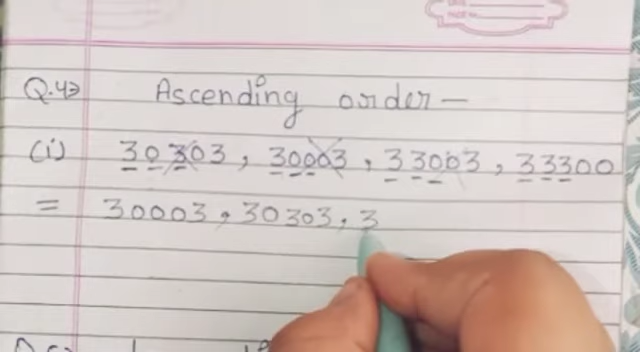 Q.4⇒ Ascending order —
(i) 30303, 30003, 33003, 33300
= 30003, 30303, 3